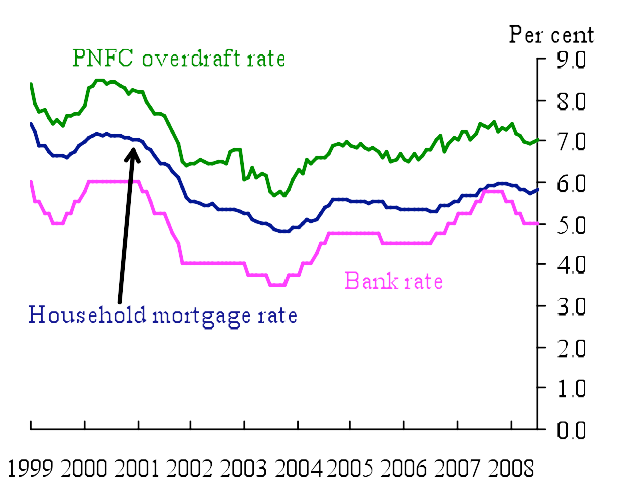 Per cent
PNFC overdraft rate
9.0
8.0
7.0
6.0
5.0
4.0
3.0
2.0
1.0
0.0
Bank rate
Household mortgage rate
1999 2000 2001 2002 2003 2004 2005 2006 2007 2008